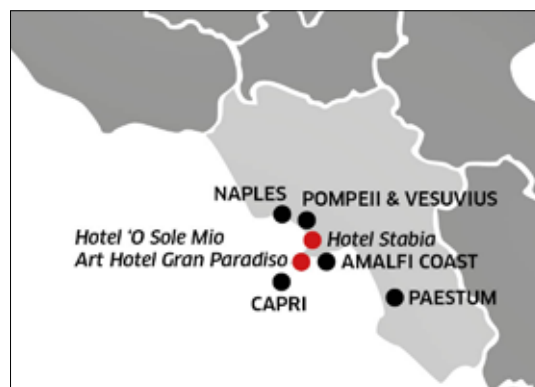 NAPLES
POMPEII & VESUVIUS
Hotel 'O Sole Mio
Hotel Stabia
Art Hotel Gran Paradiso
AMALFI COAST
CAPRI
PAESTUM